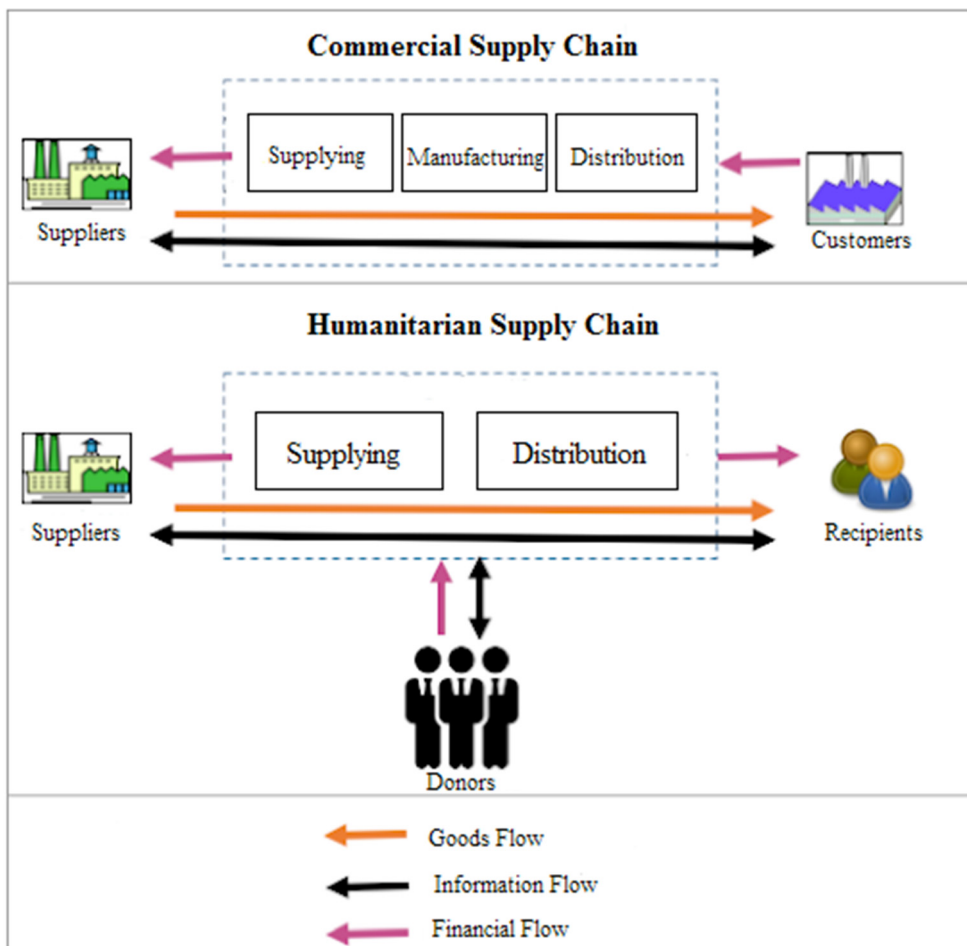 Commercial Supply Chain
Supplying
Manufacturing
Distribution
Suppliers
Customers
Humanitarian Supply Chain
Supplying
Distribution
Suppliers
Recipients
Donors
Goods Flow
Information Flow
Financial Flow